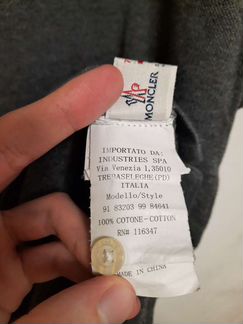 MONCLER
IMPORTATO DA:
INDUSTRIES SPA
Via Venezia 1,35010
TREBASELEGHE(PD)
ITALIA
Modello/Style
91 83203 99 84641
100% COTONE-COTTON
RN# 116347
MADE IN CHINA